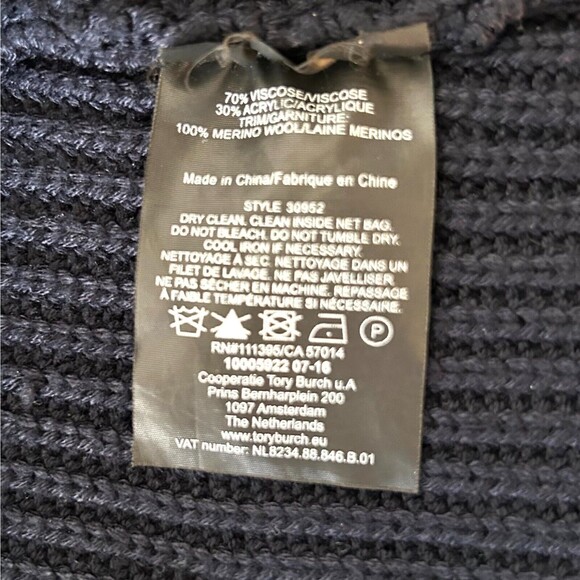 70% VISCOSE/VISCOSE
30% ACRYLIC/ACRYLIQUE
TRIM/GARNITURE:
100% MERINO WOOL/LAINE MERINOS
Made in China/Fabrique en Chine
STYLE 30952
DRY CLEAN. CLEAN INSIDE NET BAG.
DO NOT BLEACH. DO NOT TUMBLE DRY.
COOL IRON IF NECESSARY.
NETTOYAGE A SEC. NETTOYAGE DANS UN
FILET DE LAVAGE. NE PAS JAVELLISER
NE PAS SÉCHER EN MACHINE. REPASSAGE
À FAIBLE TEMPÉRATURE SI NÉCESSAIRE.
P
RN#111395/CA 57014
10005922 07-16
Cooperatie Tory Burch u.A
Prins Bernharplein 200
1097 Amsterdam
The Netherlands
www.toryburch.eu
VAT number: NL8234.88.846.B.01